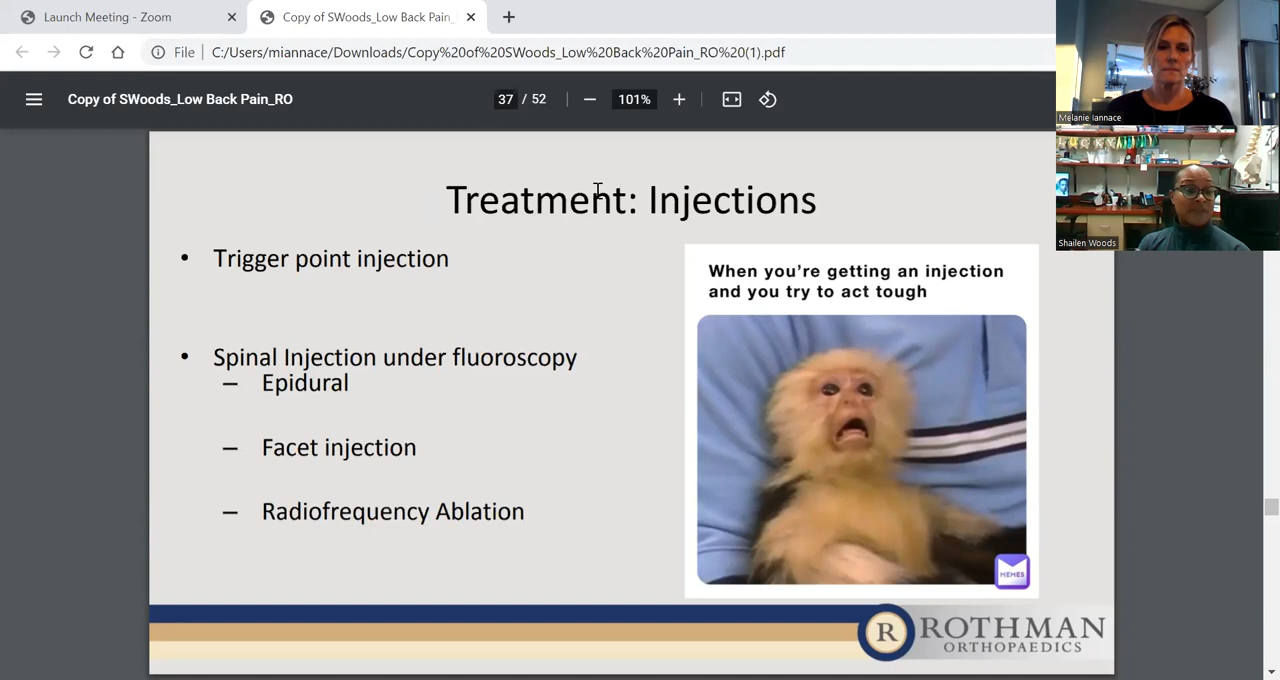 Launch Meeting - Zoom
Copy of SWoods_Low Back Pain_
File
C:/Users/miannace/Downloads/Copy%20of%20SWoods_Low%20Back%20Pain_RO%20(1).pdf
Copy of SWoods_Low Back Pain_RO
37 / 52
101%
Melanie Iannace
Shailen Woods
Treatment: Injections
• Trigger point injection
• Spinal Injection under fluoroscopy
– Epidural
– Facet injection
– Radiofrequency Ablation
When you're getting an injection
and you try to act tough
MEMES
R ROTHMAN
ORTHOPAEDICS